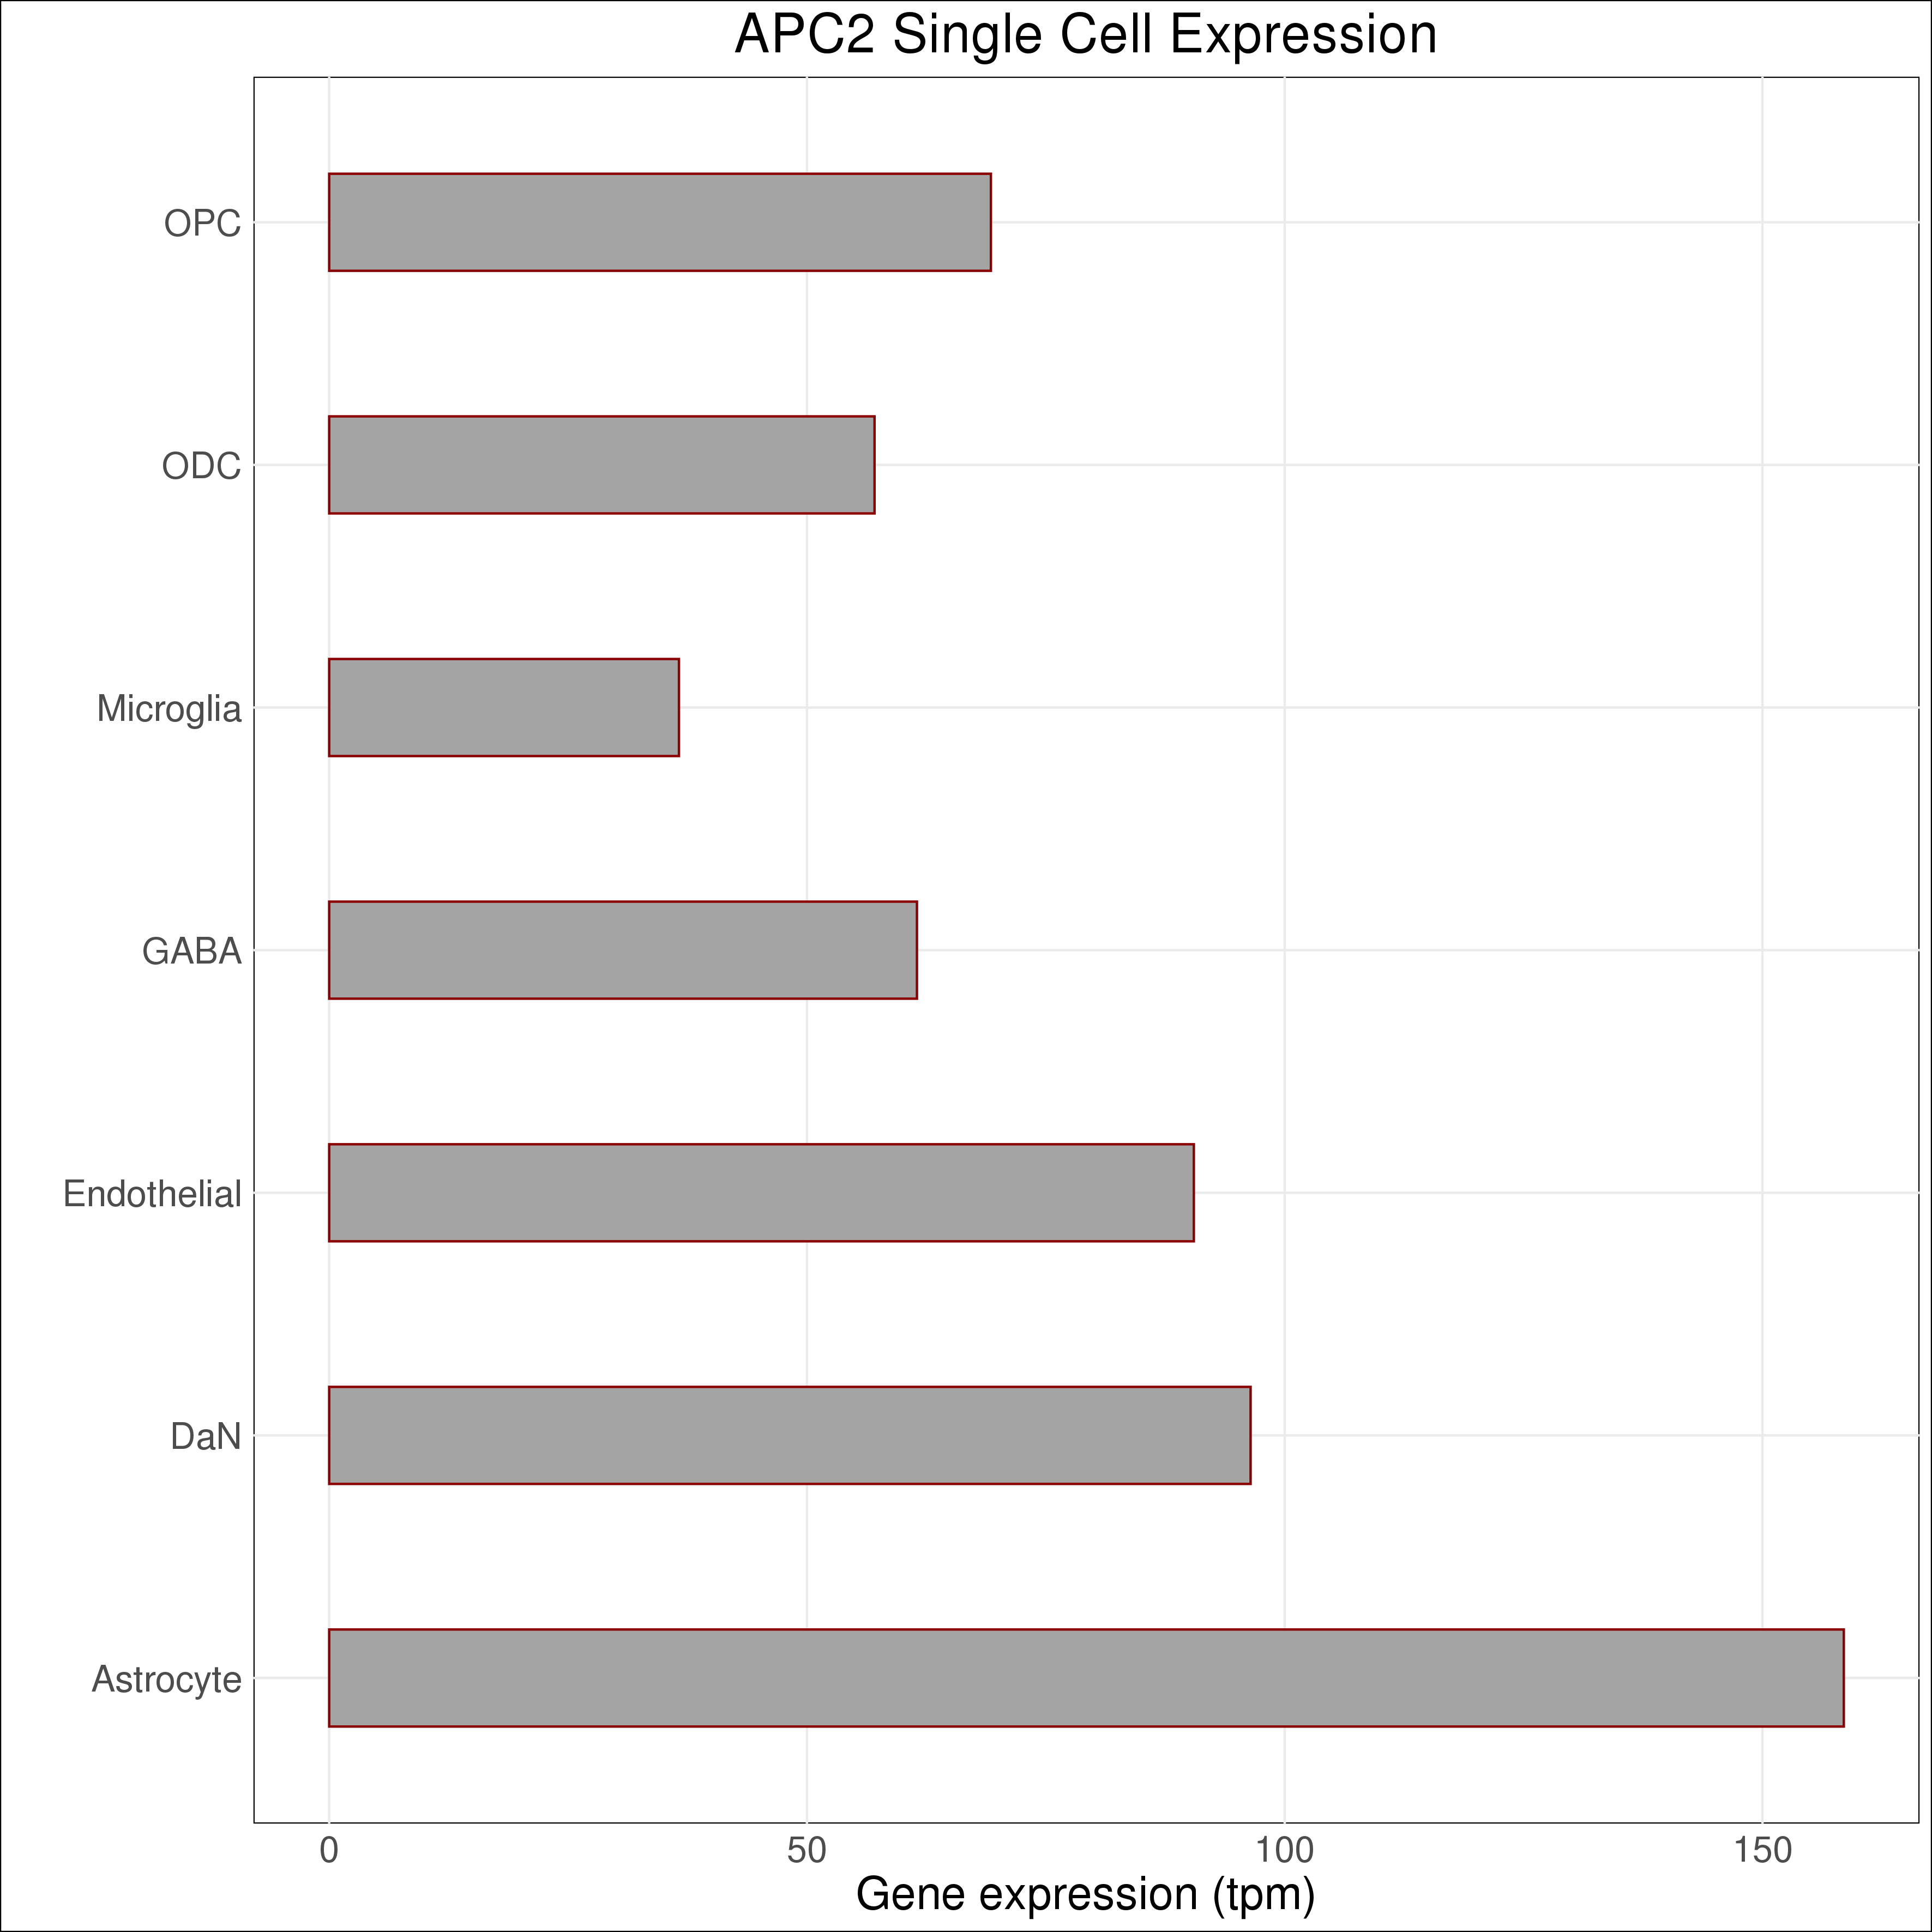 APC2 Single Cell Expression
OPC
ODC
Microglia
GABA
Endothelial
DaN
Astrocyte
0 50 100 150
Gene expression (tpm)